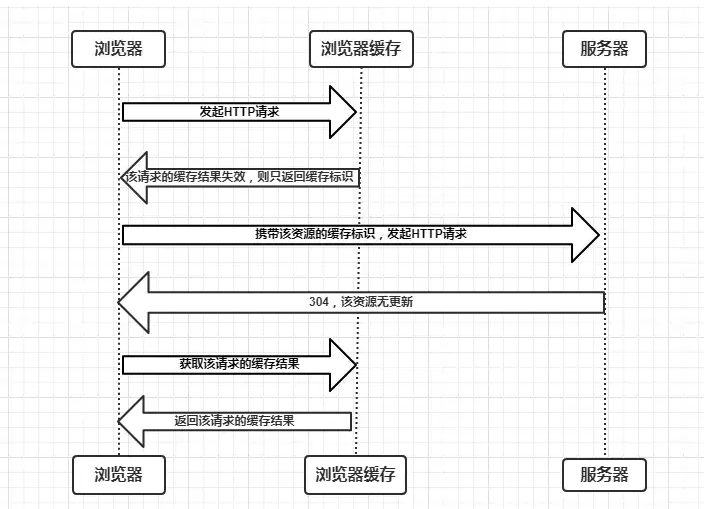 浏览器
浏览器缓存
服务器
发起HTTP请求
该请求的缓存结果失效，则只返回缓存标识
携带该资源的缓存标识，发起HTTP请求
304，该资源无更新
获取该请求的缓存结果
返回该请求的缓存结果
浏览器
浏览器缓存
服务器